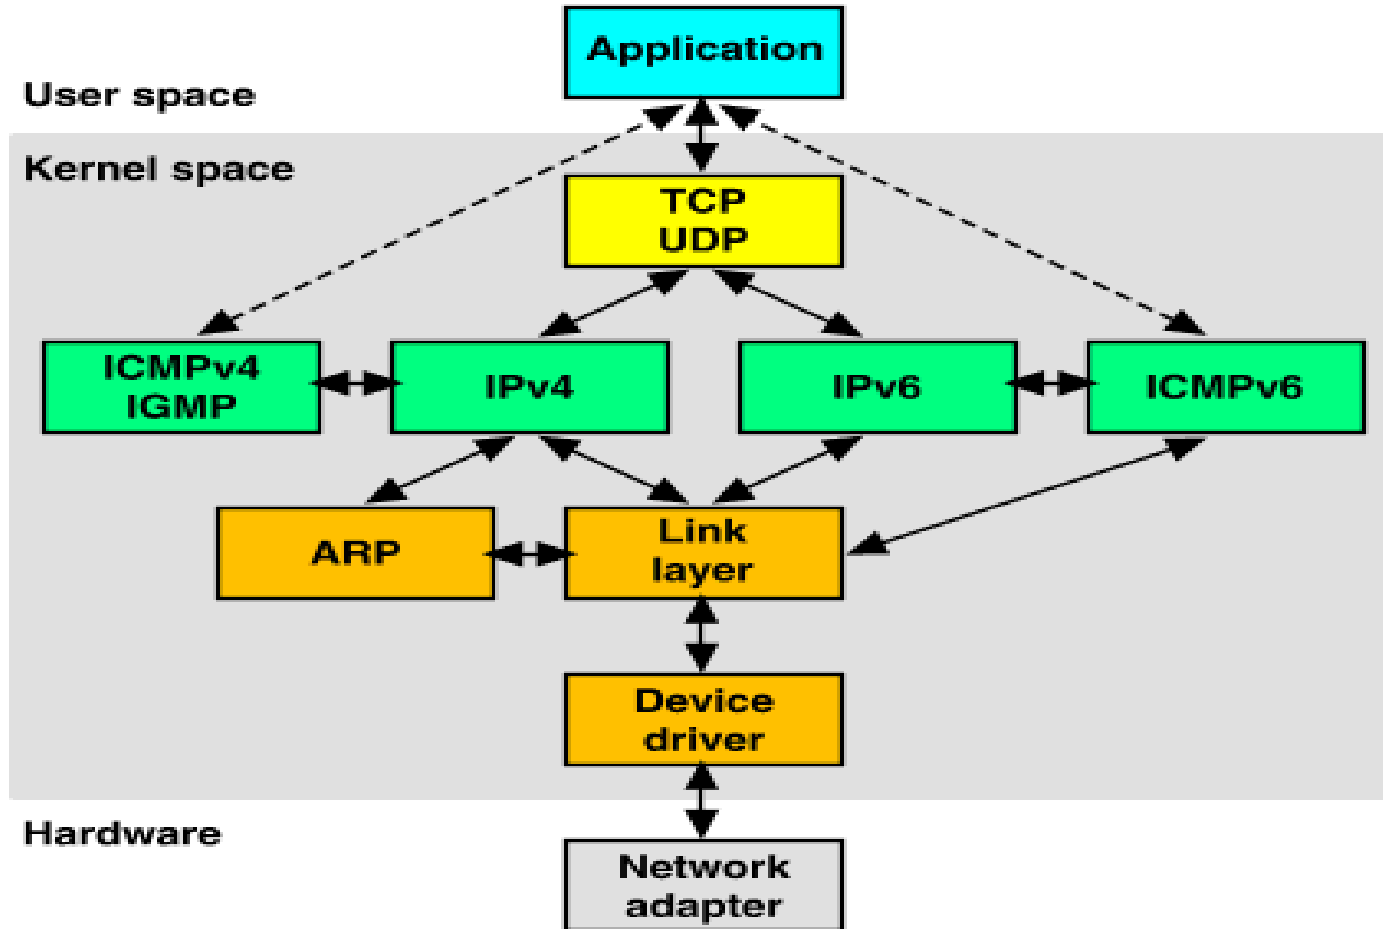 Application
User space
Kernel space
TCP
UDP
ICMPv4
IGMP
IPv4
IPv6
ICMPv6
ARP
Link
layer
Device
driver
Hardware
Network
adapter